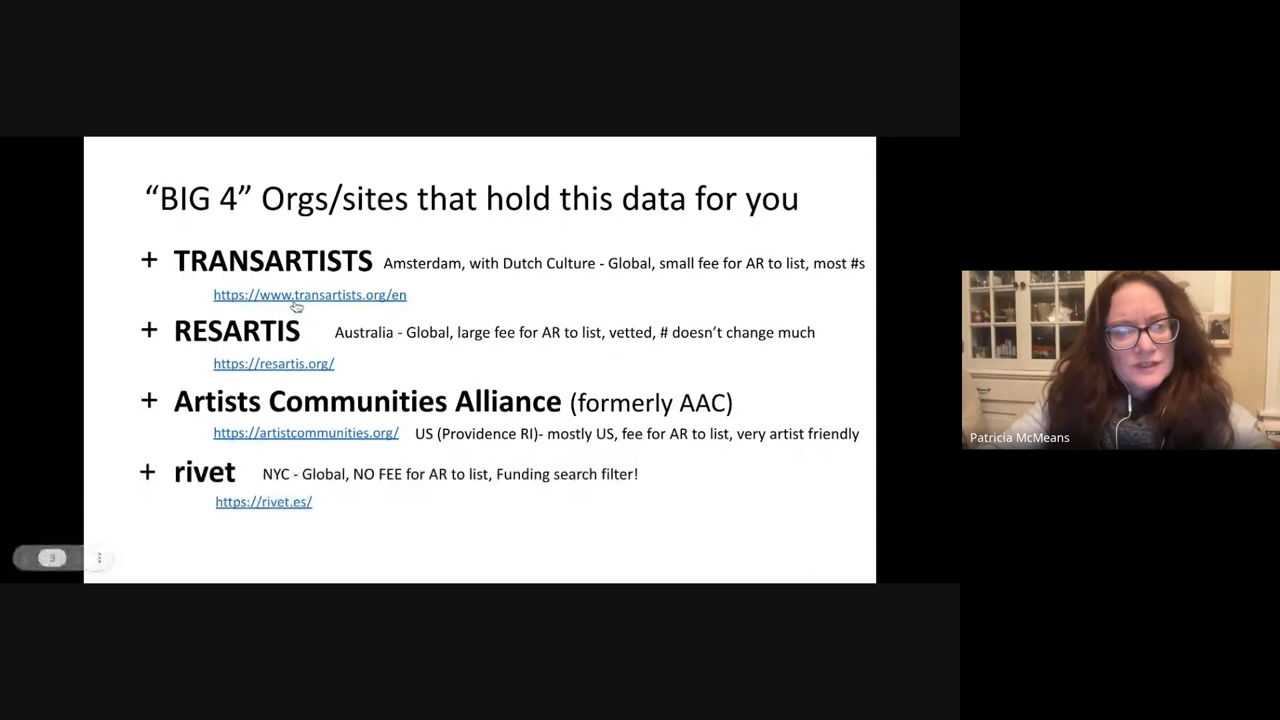 “BIG 4” Orgs/sites that hold this data for you
+ TRANSARTISTS Amsterdam, with Dutch Culture - Global, small fee for AR to list, most #s
https://www.transartists.org/en
+ RESARTIS Australia - Global, large fee for AR to list, vetted, # doesn’t change much
https://resartis.org/
+ Artists Communities Alliance (formerly AAC)
https://artistcommunities.org/ US (Providence RI)- mostly US, fee for AR to list, very artist friendly
+ rivet NYC - Global, NO FEE for AR to list, Funding search filter!
https://rivet.es/
Patricia McMeans